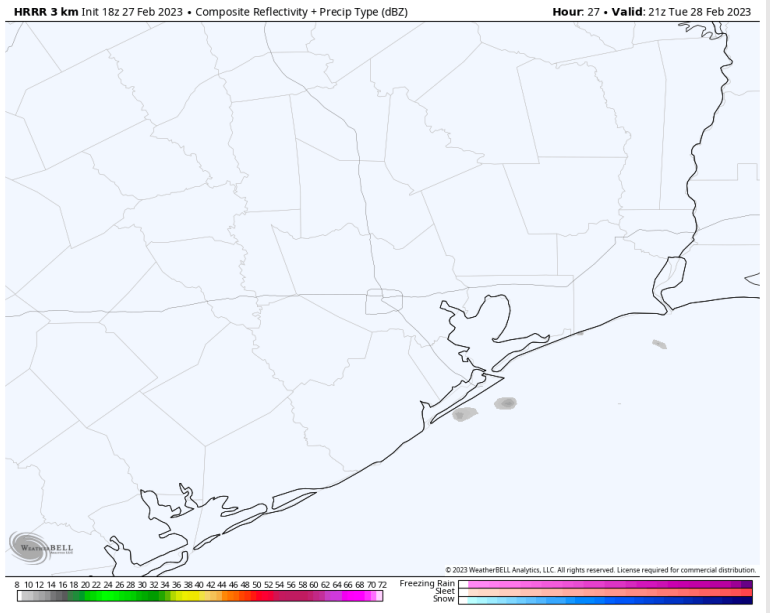 HRRR 3 km Init 18z 27 Feb 2023 • Composite Reflectivity + Precip Type (dBZ) Hour: 27 • Valid: 21z Tue 28 Feb 2023
WEATHERBELL
© 2023 WeatherBELL Analytics, LLC. All rights reserved. License required for commercial distribution.
8 10 12 14 16 18 20 22 24 26 28 30 32 34 36 38 40 42 44 46 48 50 52 54 56 58 60 62 64 66 68 70 72
Freezing Rain
Sleet
Snow